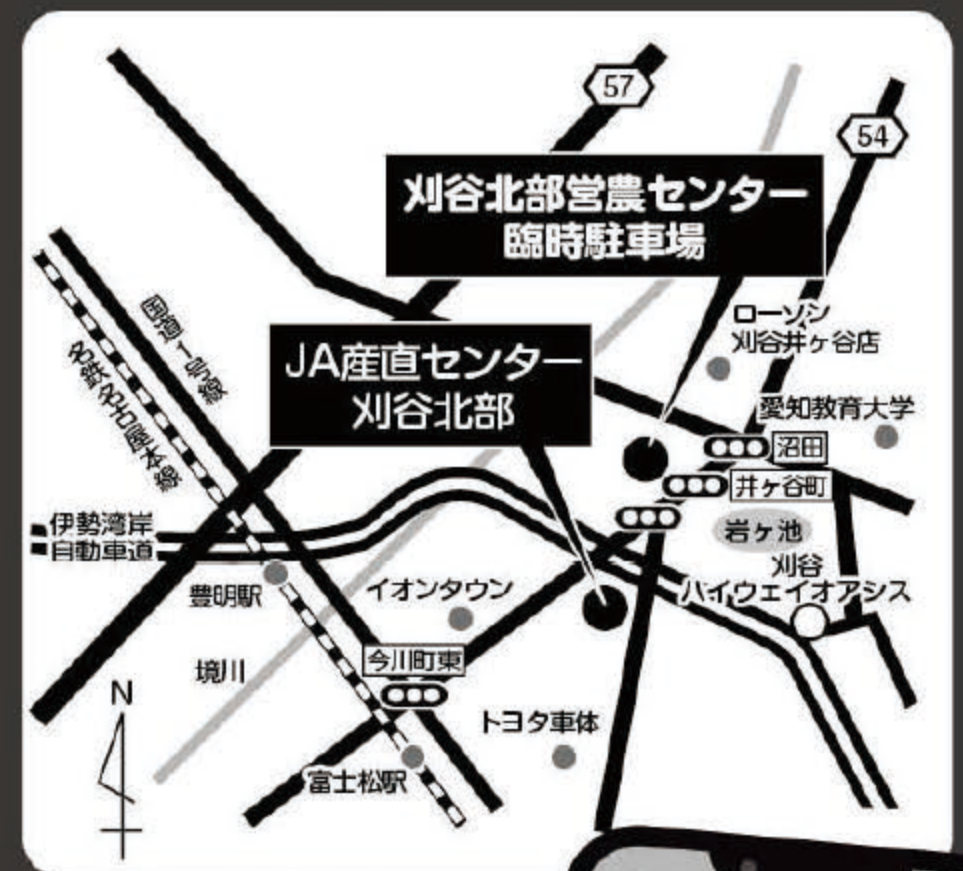 57
54
刈谷北部営農センター
臨時駐車場
ローソン
刈谷井ヶ谷店
国道1号線
名鉄名古屋本線
JA産直センター
刈谷北部
愛知教育大学
沼田
井ヶ谷町
岩ヶ池
伊勢湾岸
自動車道
刈谷
ハイウェイオアシス
豊明駅
イオンタウン
今川町東
境川
N
トヨタ車体
富士松駅